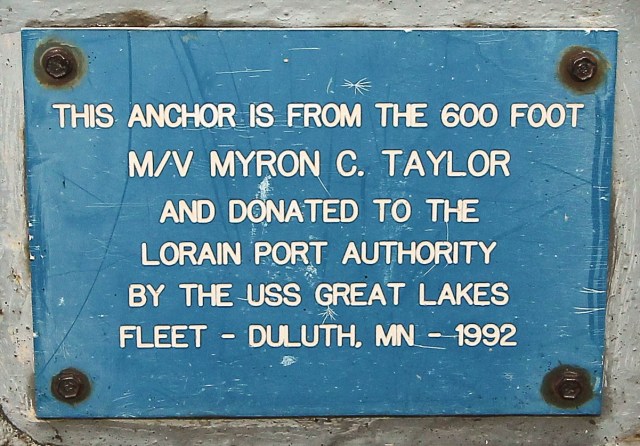 THIS ANCHOR IS FROM THE 600 FOOT
M/V MYRON C. TAYLOR
AND DONATED TO THE
LORAIN PORT AUTHORITY
BY THE USS GREAT LAKES
FLEET - DULUTH, MN - 1992